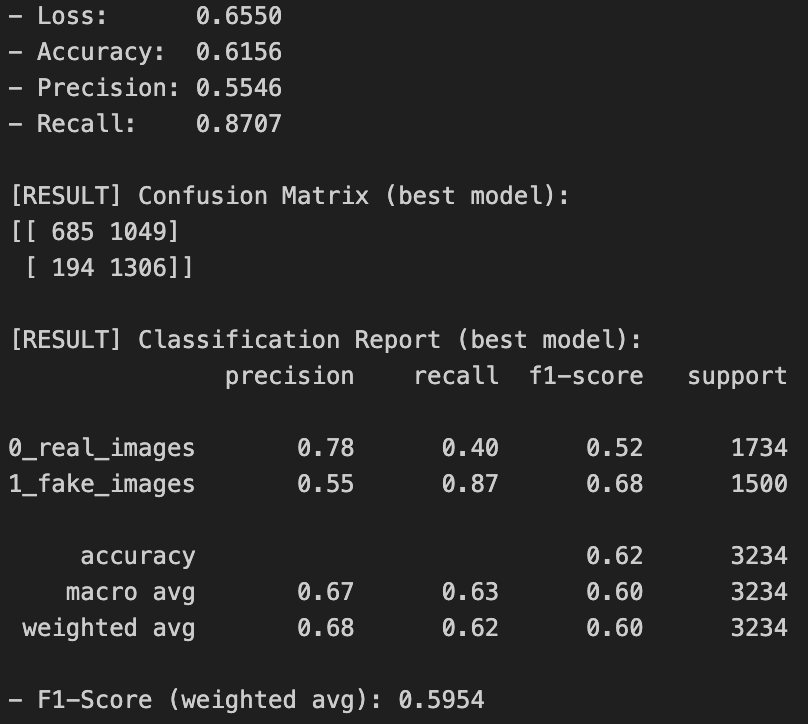 - Loss: 0.6550
- Accuracy: 0.6156
- Precision: 0.5546
- Recall: 0.8707
[RESULT] Confusion Matrix (best model):
[[ 685 1049]
[ 194 1306]]
[RESULT] Classification Report (best model):
precision recall f1-score support
0_real_images 0.78 0.40 0.52 1734
1_fake_images 0.55 0.87 0.68 1500
accuracy 0.62 3234
macro avg 0.67 0.63 0.60 3234
weighted avg 0.68 0.62 0.60 3234
- F1-Score (weighted avg): 0.5954